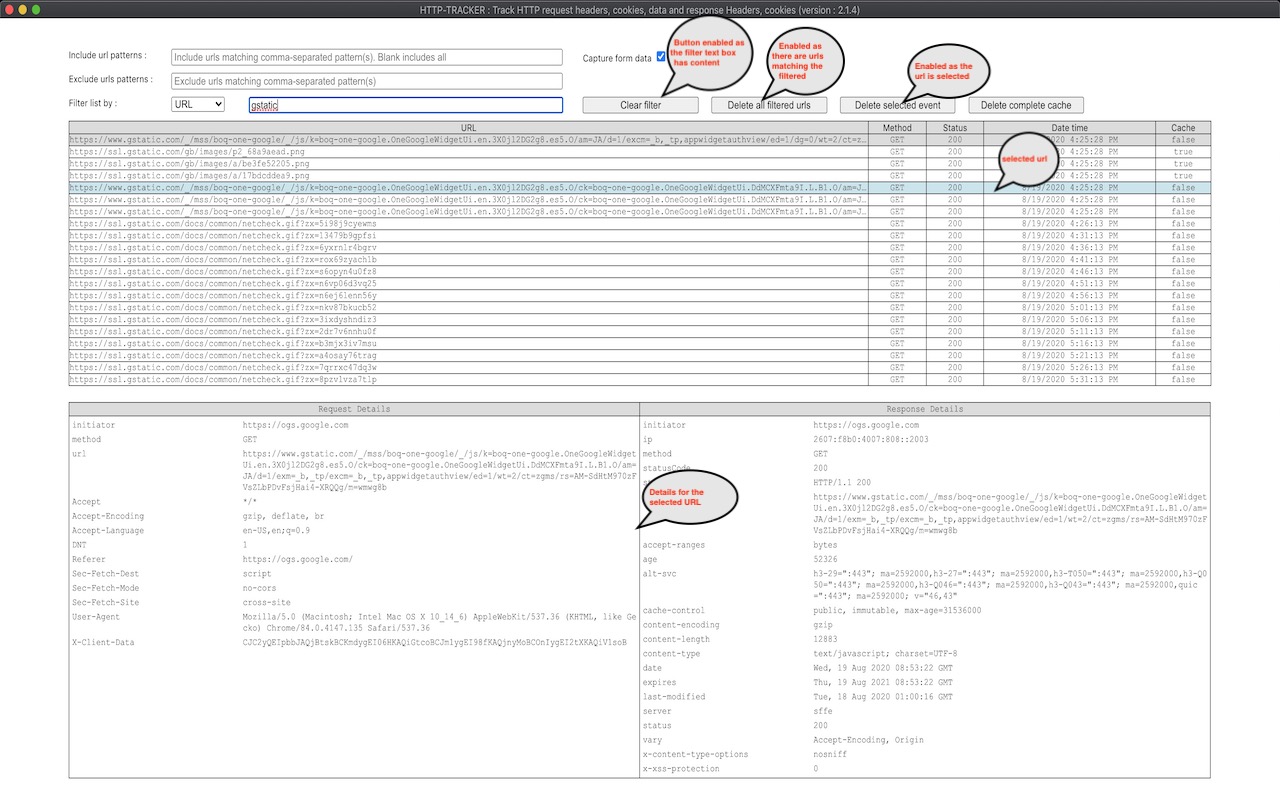 HTTP-TRACKER : Track HTTP request headers, cookies, data and response Headers, cookies (version : 2.1.4)
Include url patterns :
Include urls matching comma-separated pattern(s). Blank includes all
Capture form data
Button enabled as
the filter text box
has content
Enabled as
there are urls
matching the
filtered
Enabled as the
url is selected
Exclude urls patterns :
Exclude urls matching comma-separated pattern(s)
Filter list by :
URL
gstatic
Clear filter
Delete all filtered urls
Delete selected event
Delete complete cache
URL Method Status Date time Cache
https://www.gstatic.com/_/mss/boq-one-google/_/js/k=boq-one-google.OneGoogleWidgetUi.en.3X0jl2DG2g8.es5.O/am=JA/d=1/excm=_b,_tp,appwidgetauthview/ed=1/dg=0/wt=2/ct=z… GET 200 4:25:28 PM false
https://ssl.gstatic.com/gb/images/p2_68a9aead.png GET 200 4:25:28 PM true
https://ssl.gstatic.com/gb/images/a/be3fe52205.png GET 200 4:25:28 PM true
https://ssl.gstatic.com/gb/images/a/17bdcddea9.png GET 200 4:25:28 PM true
selected url
https://www.gstatic.com/_/mss/boq-one-google/_/js/k=boq-one-google.OneGoogleWidgetUi.en.3X0jl2DG2g8.es5.O/ck=boq-one-google.OneGoogleWidgetUi.DdMCXFmta9I.L.B1.O/am=J… GET 200 8/19/2020 4:25:28 PM false
https://www.gstatic.com/_/mss/boq-one-google/_/js/k=boq-one-google.OneGoogleWidgetUi.en.3X0jl2DG2g8.es5.O/ck=boq-one-google.OneGoogleWidgetUi.DdMCXFmta9I.L.B1.O/am=J… GET 200 8/19/2020 4:25:28 PM false
https://www.gstatic.com/_/mss/boq-one-google/_/js/k=boq-one-google.OneGoogleWidgetUi.en.3X0jl2DG2g8.es5.O/ck=boq-one-google.OneGoogleWidgetUi.DdMCXFmta9I.L.B1.O/am=J… GET 200 8/19/2020 4:25:28 PM false
https://ssl.gstatic.com/docs/common/netcheck.gif?zx=5i98j9cyewms GET 200 8/19/2020 4:26:13 PM false
https://ssl.gstatic.com/docs/common/netcheck.gif?zx=13479b9gpfsi GET 200 8/19/2020 4:31:13 PM false
https://ssl.gstatic.com/docs/common/netcheck.gif?zx=6yxrn1r4bgrv GET 200 8/19/2020 4:36:13 PM false
https://ssl.gstatic.com/docs/common/netcheck.gif?zx=rox69zyach1b GET 200 8/19/2020 4:41:13 PM false
https://ssl.gstatic.com/docs/common/netcheck.gif?zx=s6opyn4u0fz8 GET 200 8/19/2020 4:46:13 PM false
https://ssl.gstatic.com/docs/common/netcheck.gif?zx=n6vp06d3vq25 GET 200 8/19/2020 4:51:13 PM false
https://ssl.gstatic.com/docs/common/netcheck.gif?zx=n6ej6lenn56y GET 200 8/19/2020 4:56:13 PM false
https://ssl.gstatic.com/docs/common/netcheck.gif?zx=nkv87bkucb52 GET 200 8/19/2020 5:01:13 PM false
https://ssl.gstatic.com/docs/common/netcheck.gif?zx=3ixdyshndiz3 GET 200 8/19/2020 5:06:13 PM false
https://ssl.gstatic.com/docs/common/netcheck.gif?zx=2dr7v6nnhu0f GET 200 8/19/2020 5:11:13 PM false
https://ssl.gstatic.com/docs/common/netcheck.gif?zx=b3mjx3iv7msu GET 200 8/19/2020 5:16:13 PM false
https://ssl.gstatic.com/docs/common/netcheck.gif?zx=a4osay76trag GET 200 8/19/2020 5:21:13 PM false
https://ssl.gstatic.com/docs/common/netcheck.gif?zx=7qrrxc47dq3w GET 200 8/19/2020 5:26:13 PM false
https://ssl.gstatic.com/docs/common/netcheck.gif?zx=8pzvlvza7tlp GET 200 8/19/2020 5:31:13 PM false
Request Details
initiator https://ogs.google.com
method GET
url https://www.gstatic.com/_/mss/boq-one-google/_/js/k=boq-one-google.OneGoogleWidget
Ui.en.3X0jl2DG2g8.es5.O/ck=boq-one-google.OneGoogleWidgetUi.DdMCXFmta9I.L.B1.O/am=
JA/d=1/exm=_b,_tp/excm=_b,_tp,appwidgetauthview/ed=1/wt=2/ct=zgms/rs=AM-SdHtM97OzF
VsZLbPDvFsjHai4-XRQQg/m=wmwg8b
Accept */*
Accept-Encoding gzip, deflate, br
Accept-Language en-US,en;q=0.9
DNT 1
Referer https://ogs.google.com/
Sec-Fetch-Dest script
Sec-Fetch-Mode no-cors
Sec-Fetch-Site cross-site
User-Agent Mozilla/5.0 (Macintosh; Intel Mac OS X 10_14_6) AppleWebKit/537.36 (KHTML, like Ge
cko) Chrome/84.0.4147.135 Safari/537.36
X-Client-Data
Details for the
selected URL
Response Details
initiator https://ogs.google.com
ip 2607:f8b0:4007:808::2003
method GET
statusCode 200
HTTP/1.1 200
https://www.gstatic.com/_/mss/boq-one-google/_/js/k=boq-one-google.OneGoogleWidget
Ui.en.3X0jl2DG2g8.es5.O/ck=boq-one-google.OneGoogleWidgetUi.DdMCXFmta9I.L.B1.O/am=
JA/d=1/exm=_b,_tp/excm=_b,_tp,appwidgetauthview/ed=1/wt=2/ct=zgms/rs=AM-SdHtM97OzF
VsZLbPDvFsjHai4-XRQQg/m=wmwg8b
accept-ranges bytes
age 52326
alt-svc h3-29=":443"; ma=2592000,h3-27=":443"; ma=2592000,h3-T050=":443"; ma=2592000,h3-Q0
50=":443"; ma=2592000,h3-Q046=":443"; ma=2592000,h3-Q043=":443"; ma=2592000,quic
=":443"; ma=2592000; v="46,43"
cache-control public, immutable, max-age=31536000
content-encoding gzip
content-length 12883
content-type text/javascript; charset=UTF-8
date Wed, 19 Aug 2020 08:53:22 GMT
expires Thu, 19 Aug 2021 08:53:22 GMT
last-modified Tue, 18 Aug 2020 01:00:16 GMT
server sffe
status 200
vary Accept-Encoding, Origin
x-content-type-options nosniff
x-xss-protection 0